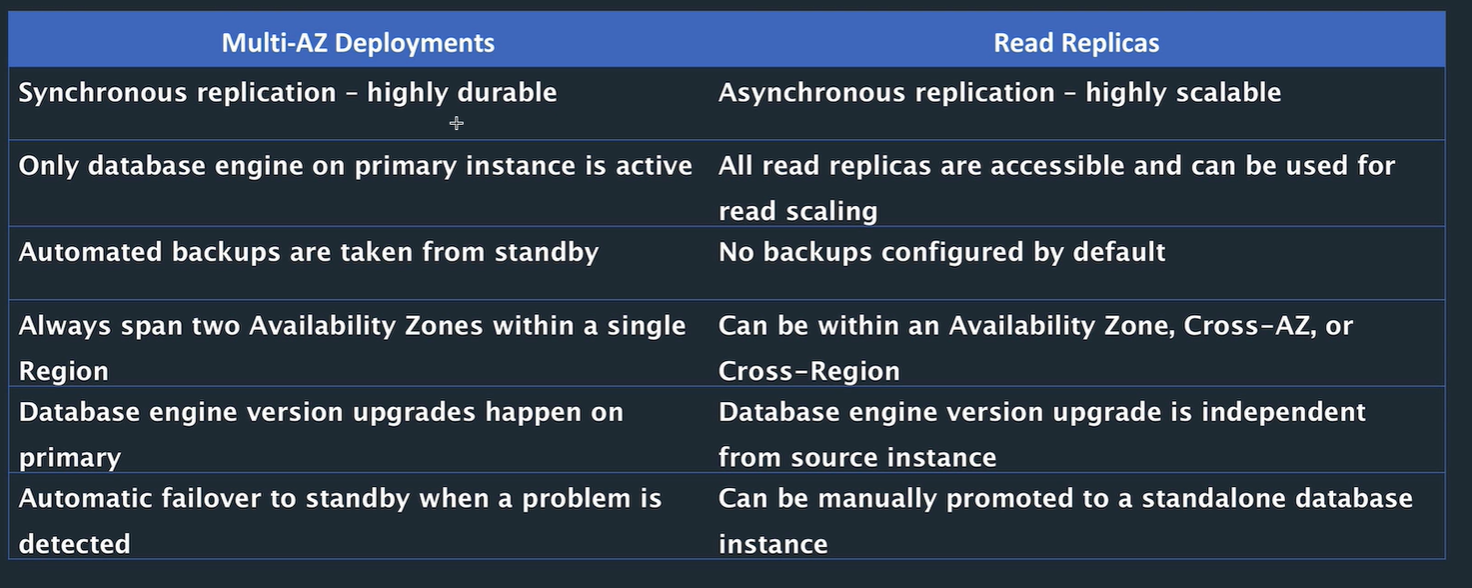 Multi-AZ Deployments Read Replicas
Synchronous replication – highly durable Asynchronous replication – highly scalable
Only database engine on primary instance is active All read replicas are accessible and can be used for
read scaling
Automated backups are taken from standby No backups configured by default
Always span two Availability Zones within a single Can be within an Availability Zone, Cross-AZ, or
Region Cross-Region
Database engine version upgrades happen on Database engine version upgrade is independent
primary from source instance
Automatic failover to standby when a problem is Can be manually promoted to a standalone database
detected instance